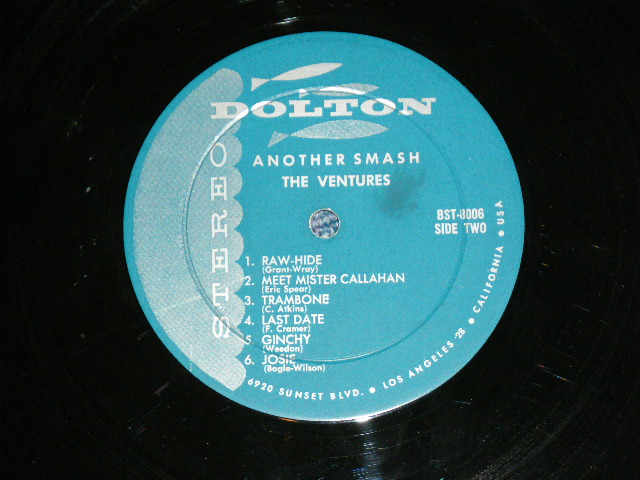 DOLTON
STEREO
ANOTHER SMASH
THE VENTURES
BST-8006
SIDE TWO
1. RAW-HIDE
(Grant-Wray)
2. MEET MISTER CALLAHAN
(Eric Spear)
3. TRAMBONE
(C. Atkins)
4. LAST DATE
(F. Cramer)
5. GINCHY
(Weedon)
6. JOSIE
(Bogle-Wilson)
6920 SUNSET BLVD. ● LOS ANGELES 28 ● CALIFORNIA ● USA